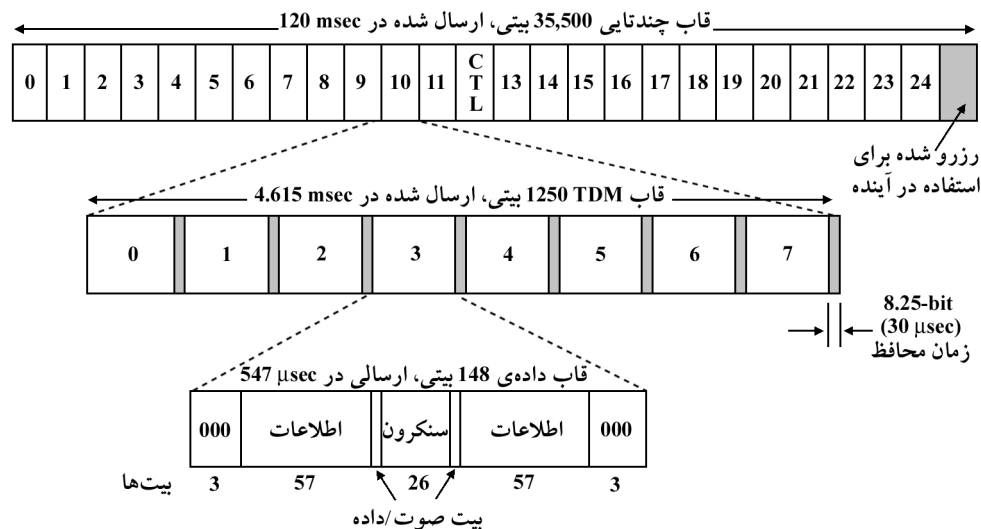 قاب چندتایی 35,500 بیتی، ارسال شده در 120 msec
0 1 2 3 4 5 6 7 8 9 10 11 CTL 13 14 15 16 17 18 19 20 21 22 23 24
رزرو شده برای
استفاده در آینده
قاب TDM 1250 بیتی، ارسال شده در 4.615 msec
0 1 2 3 4 5 6 7
8.25-bit
(30 μsec)
زمان محافظ
قاب داده‌ی 148 بیتی، ارسالی در 547 μsec
000 اطلاعات سنکرون اطلاعات 000
بیت‌ها 3 57 26 57 3
بیت صوت/داده